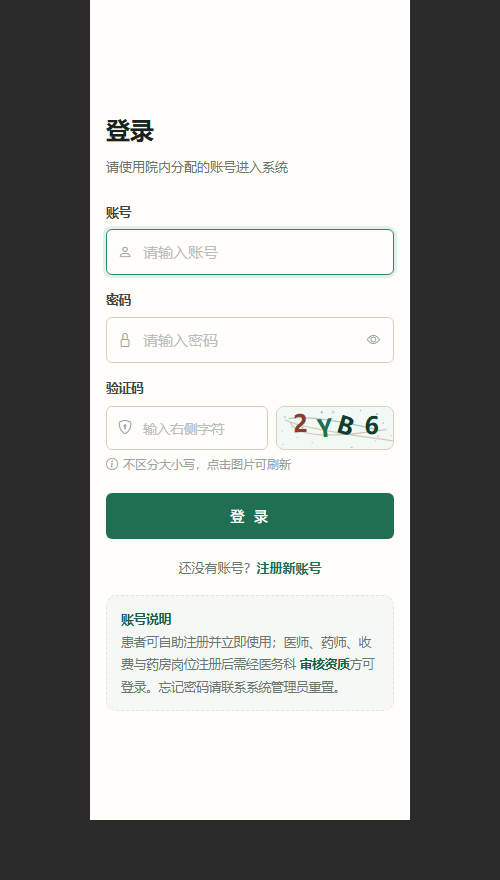 登录
请使用院内分配的账号进入系统
账号
请输入账号
密码
请输入密码
验证码
输入右侧字符
2YB6
不区分大小写，点击图片可刷新
登 录
还没有账号？注册新账号
账号说明
患者可自助注册并立即使用；医师、药师、收
费与药房岗位注册后需经医务科 审核资质方可
登录。忘记密码请联系系统管理员重置。